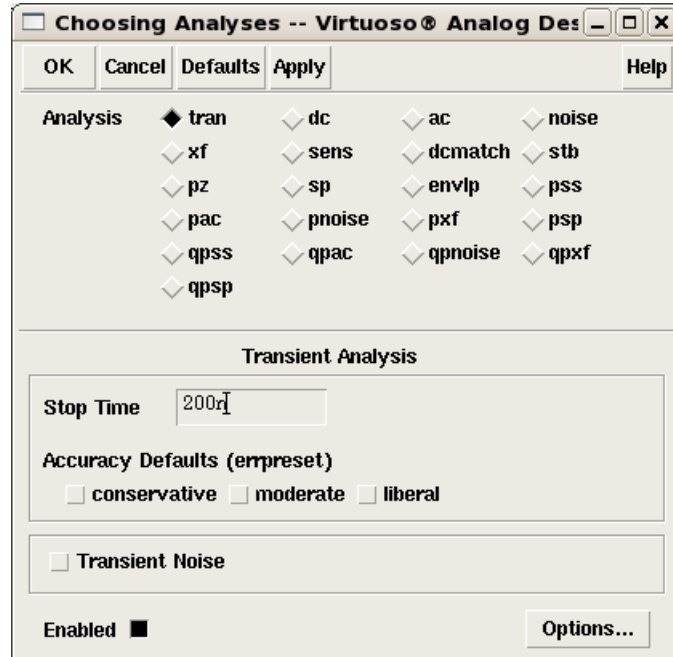 Choosing Analyses -- Virtuoso® Analog Des
OK Cancel Defaults Apply Help
Analysis tran dc ac noise
xf sens dcmatch stb
pz sp envlp pss
pac pnoise pxf psp
qpss qpac qpnoise qpxf
qpsp
Transient Analysis
Stop Time 200n
Accuracy Defaults (errpreset)
conservative moderate liberal
Transient Noise
Enabled Options...